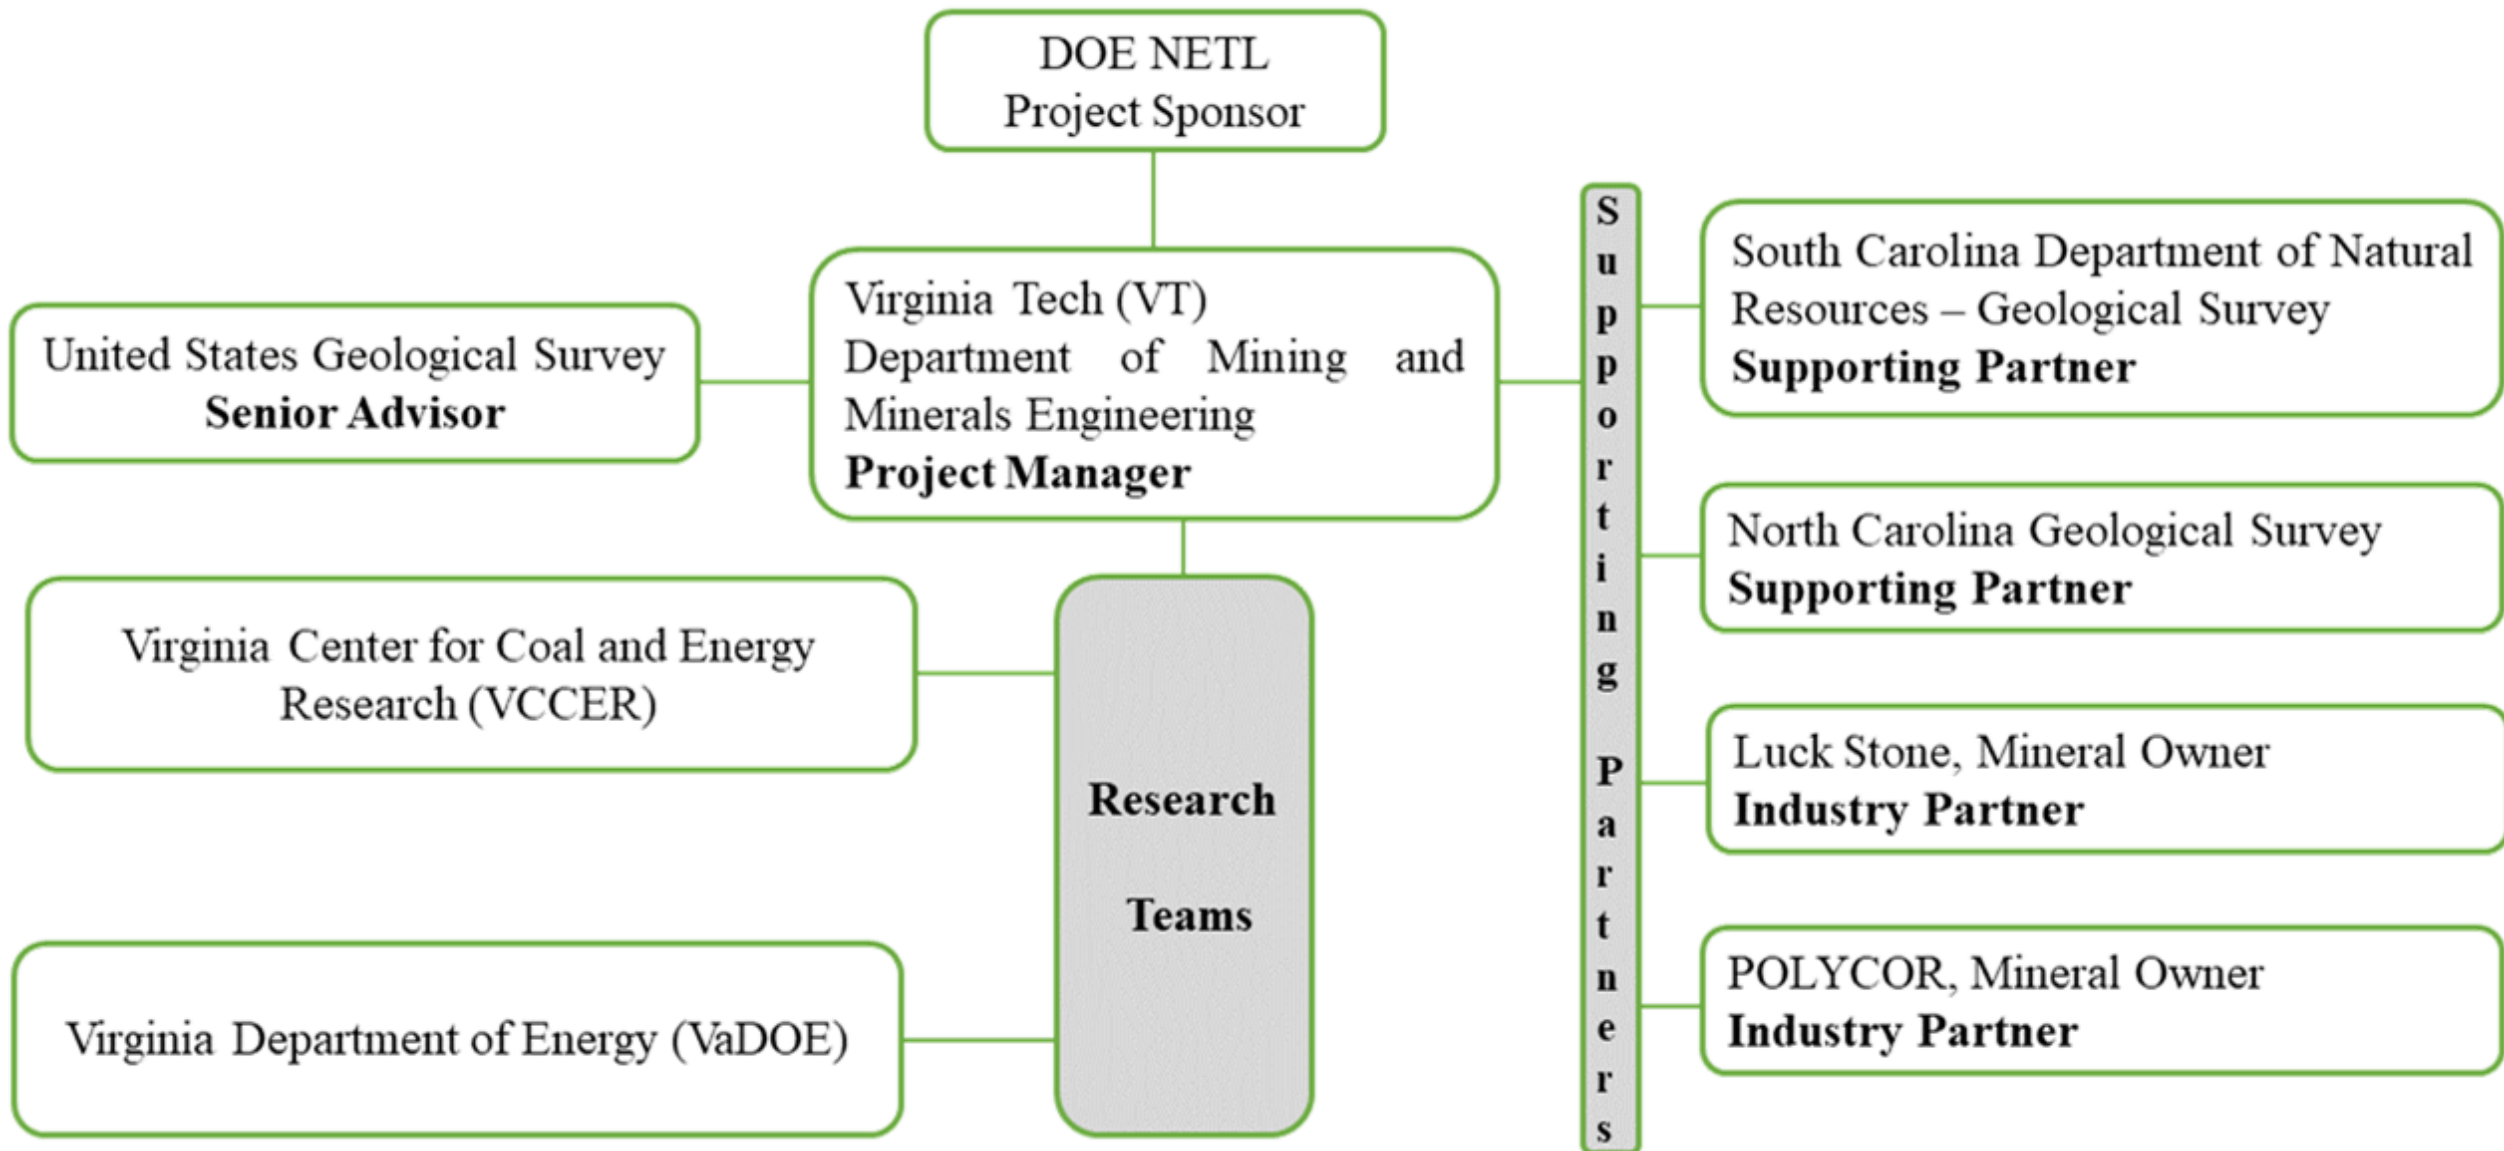 DOE NETL
Project Sponsor
United States Geological Survey
Senior Advisor
Virginia Tech (VT)
Department of Mining and
Minerals Engineering
Project Manager
Supporting Partners
South Carolina Department of Natural
Resources – Geological Survey
Supporting Partner
North Carolina Geological Survey
Supporting Partner
Luck Stone, Mineral Owner
Industry Partner
POLYCOR, Mineral Owner
Industry Partner
Virginia Center for Coal and Energy
Research (VCCER)
Research
Teams
Virginia Department of Energy (VaDOE)